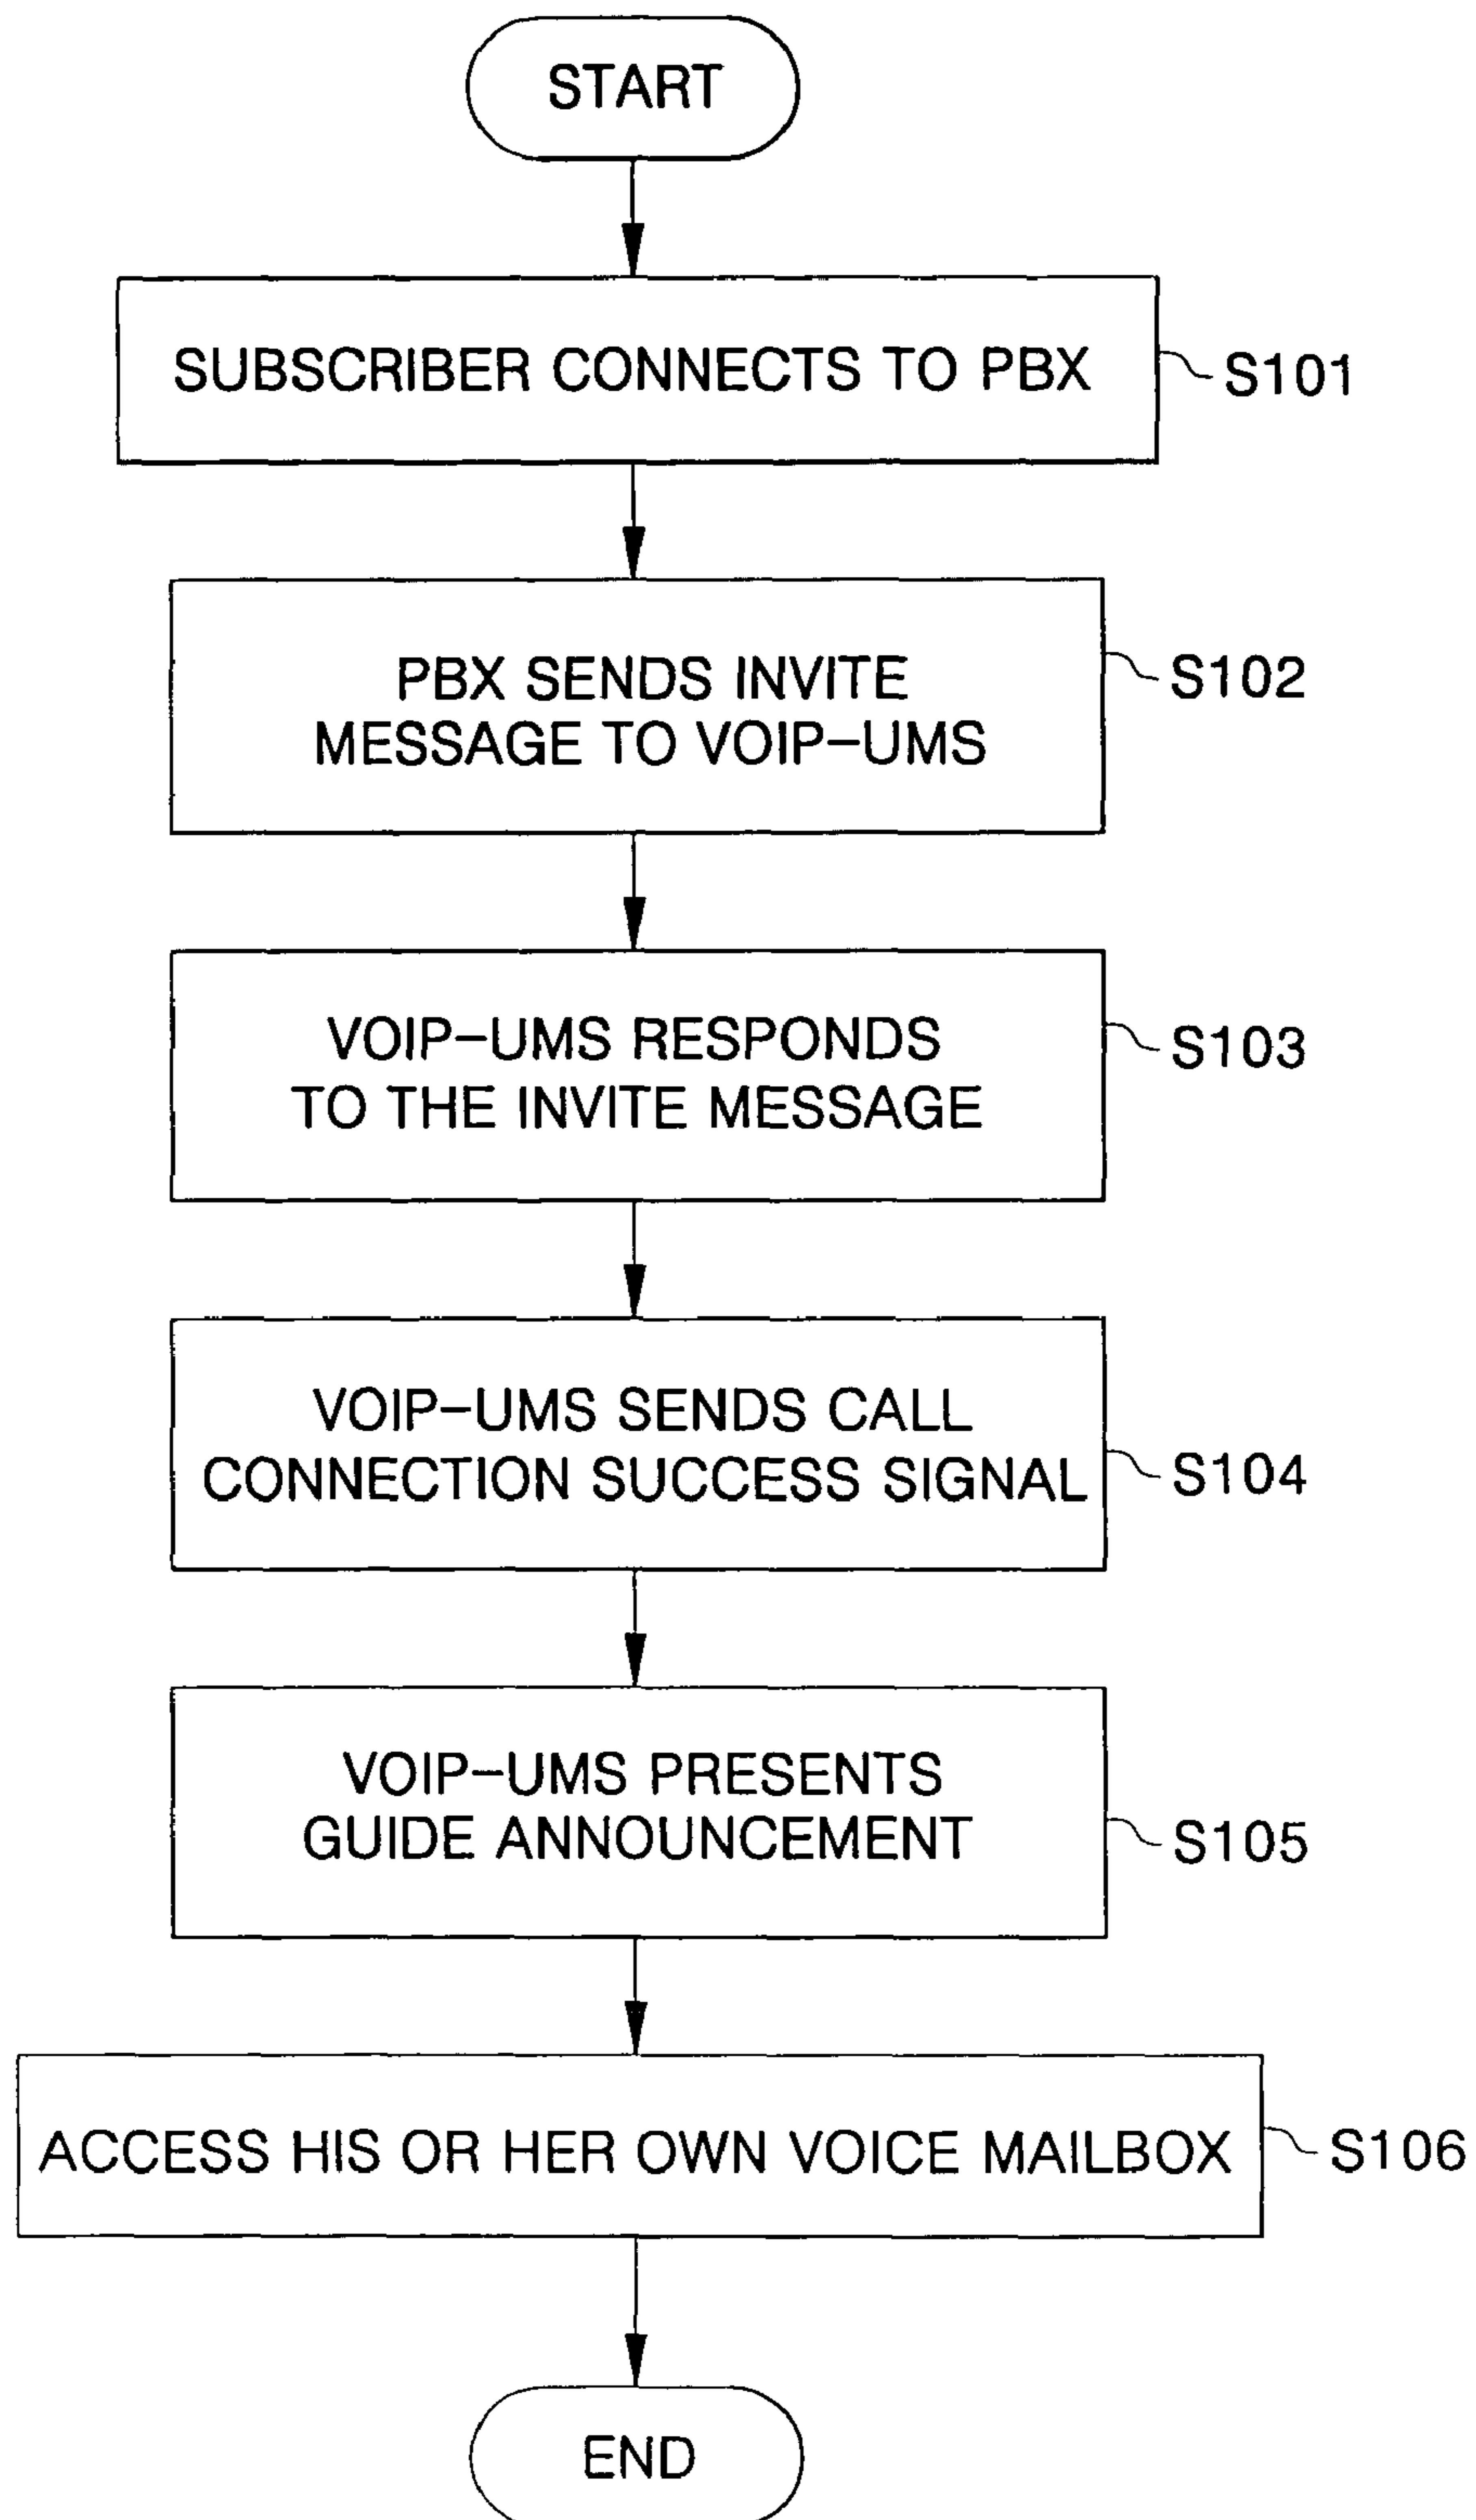 START
SUBSCRIBER CONNECTS TO PBX
S101
PBX SENDS INVITE
MESSAGE TO VOIP-UMS
S102
VOIP-UMS RESPONDS
TO THE INVITE MESSAGE
S103
VOIP-UMS SENDS CALL
CONNECTION SUCCESS SIGNAL
S104
VOIP-UMS PRESENTS
GUIDE ANNOUNCEMENT
S105
ACCESS HIS OR HER OWN VOICE MAILBOX
S106
END